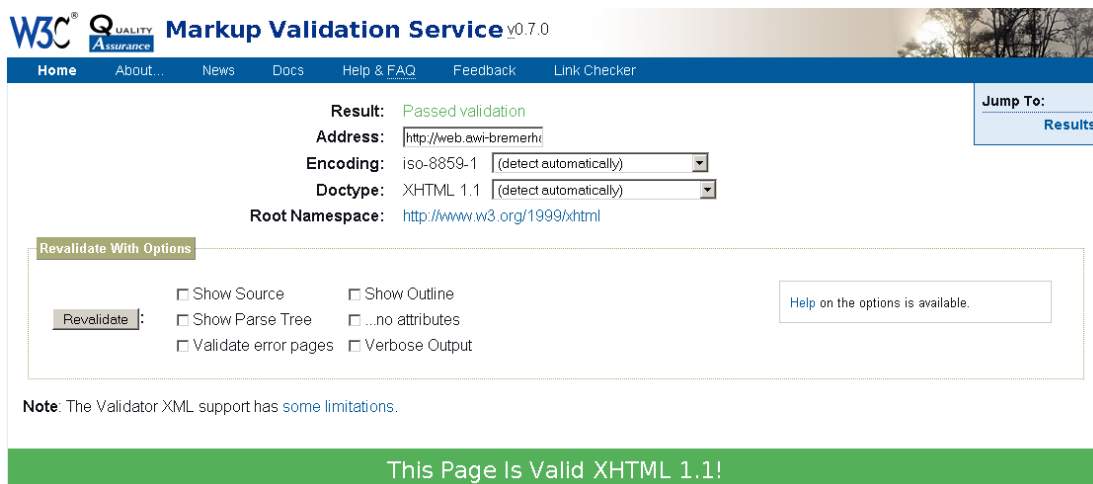 W3C® QUALITY Assurance Markup Validation Service v0.7.0
Home About... News Docs Help & FAQ Feedback Link Checker
Jump To:
Results
Result: Passed validation
Address: http://web.awi-bremerh
Encoding: iso-8859-1 (detect automatically)
Doctype: XHTML 1.1 (detect automatically)
Root Namespace: http://www.w3.org/1999/xhtml
Revalidate With Options
Show Source Show Outline
Revalidate : Show Parse Tree ...no attributes
Validate error pages Verbose Output
Help on the options is available.
Note: The Validator XML support has some limitations.
This Page Is Valid XHTML 1.1!